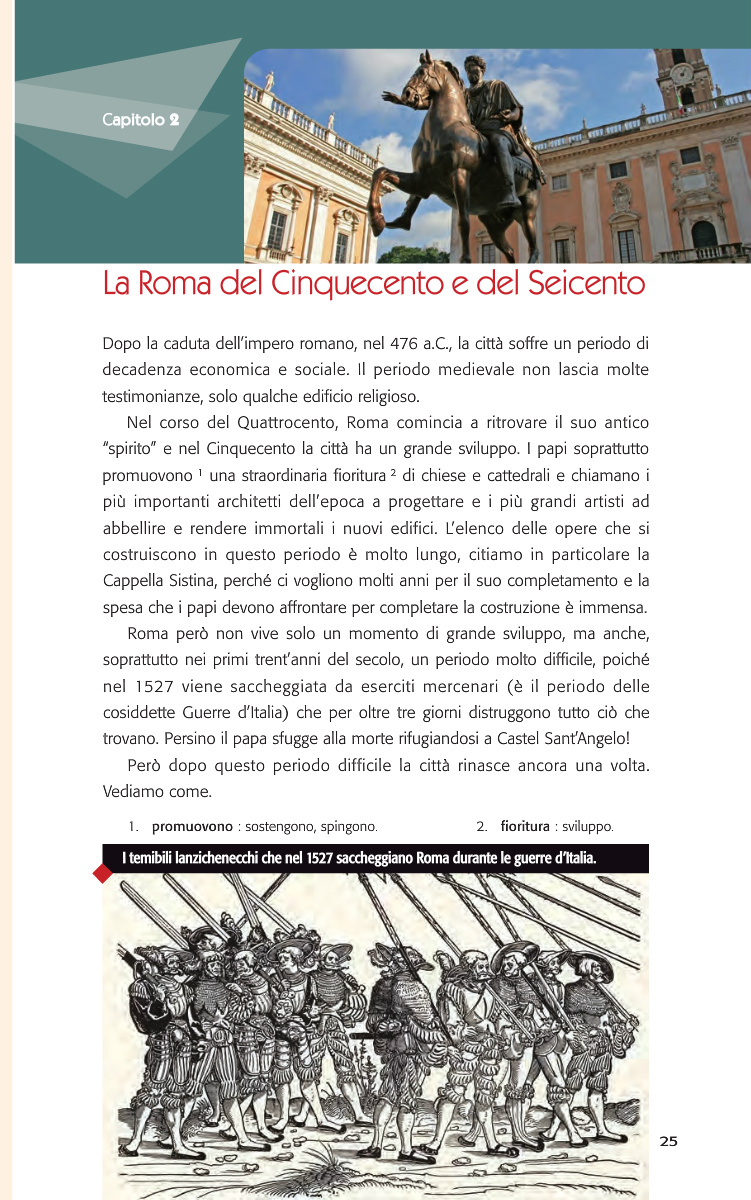 Capitolo 2
La Roma del Cinquecento e del Seicento
Dopo la caduta dell'impero romano, nel 476 a.C., la città soffre un periodo di
decadenza economica e sociale. Il periodo medievale non lascia molte
testimonianze, solo qualche edificio religioso.
Nel corso del Quattrocento, Roma comincia a ritrovare il suo antico
“spirito” e nel Cinquecento la città ha un grande sviluppo. I papi soprattutto
promuovono ¹ una straordinaria fioritura ² di chiese e cattedrali e chiamano i
più importanti architetti dell'epoca a progettare e i più grandi artisti ad
abbellire e rendere immortali i nuovi edifici. L'elenco delle opere che si
costruiscono in questo periodo è molto lungo, citiamo in particolare la
Cappella Sistina, perché ci vogliono molti anni per il suo completamento e la
spesa che i papi devono affrontare per completare la costruzione è immensa.
Roma però non vive solo un momento di grande sviluppo, ma anche,
soprattutto nei primi trent'anni del secolo, un periodo molto difficile, poiché
nel 1527 viene saccheggiata da eserciti mercenari (è il periodo delle
cosiddette Guerre d'Italia) che per oltre tre giorni distruggono tutto ciò che
trovano. Persino il papa sfugge alla morte rifugiandosi a Castel Sant'Angelo!
Però dopo questo periodo difficile la città rinasce ancora una volta.
Vediamo come.
1. promuovono : sostengono, spingono.
2. fioritura : sviluppo.
I temibili lanzichenecchi che nel 1527 saccheggiano Roma durante le guerre d'Italia.
25